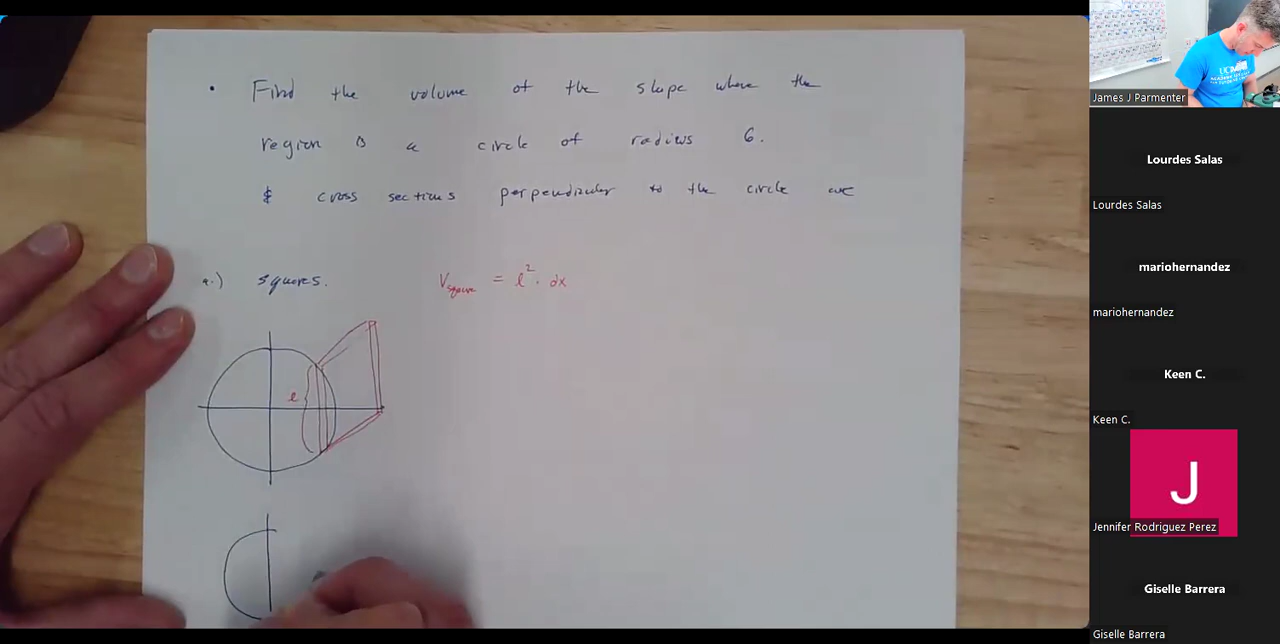 • Find the volume of the slope where the
region is a circle of radius 6.
& cross sections perpendicular to the circle are
a.) squares.
V square = l² · dx
l
James J Parmenter
Lourdes Salas
Lourdes Salas
mariohernandez
mariohernandez
Keen C.
Keen C.
J
Jennifer Rodriguez Perez
Giselle Barrera
Giselle Barrera